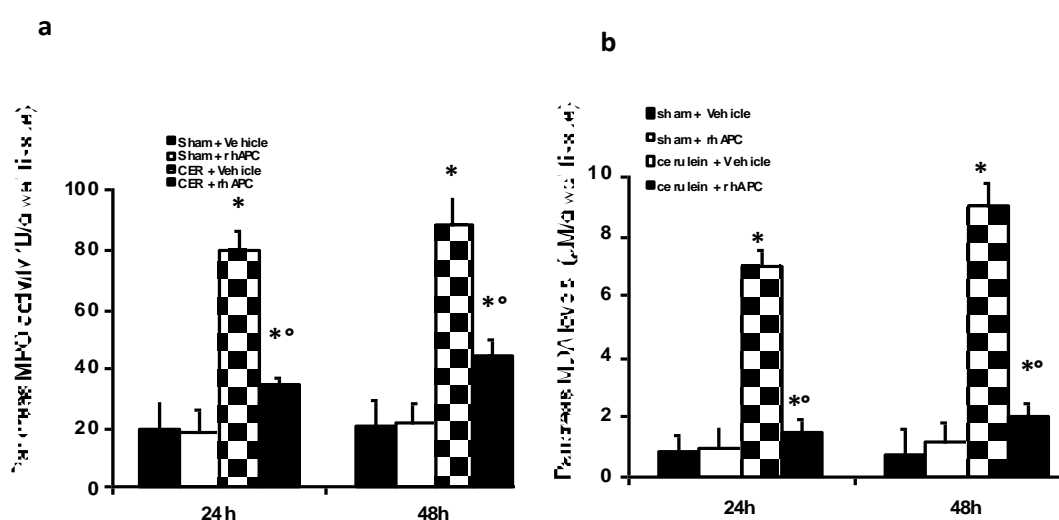 a
Sham + Vehicle
Sham + rhAPC
CER + Vehicle
CER + rhAPC
100
80
60
40
20
0
*
*°
*
*°
24h
48h
b
sham + Vehicle
sham + rhAPC
cerulein + Vehicle
cerulein + rhAPC
10
8
6
4
2
0
*
*°
*
*°
24h
48h